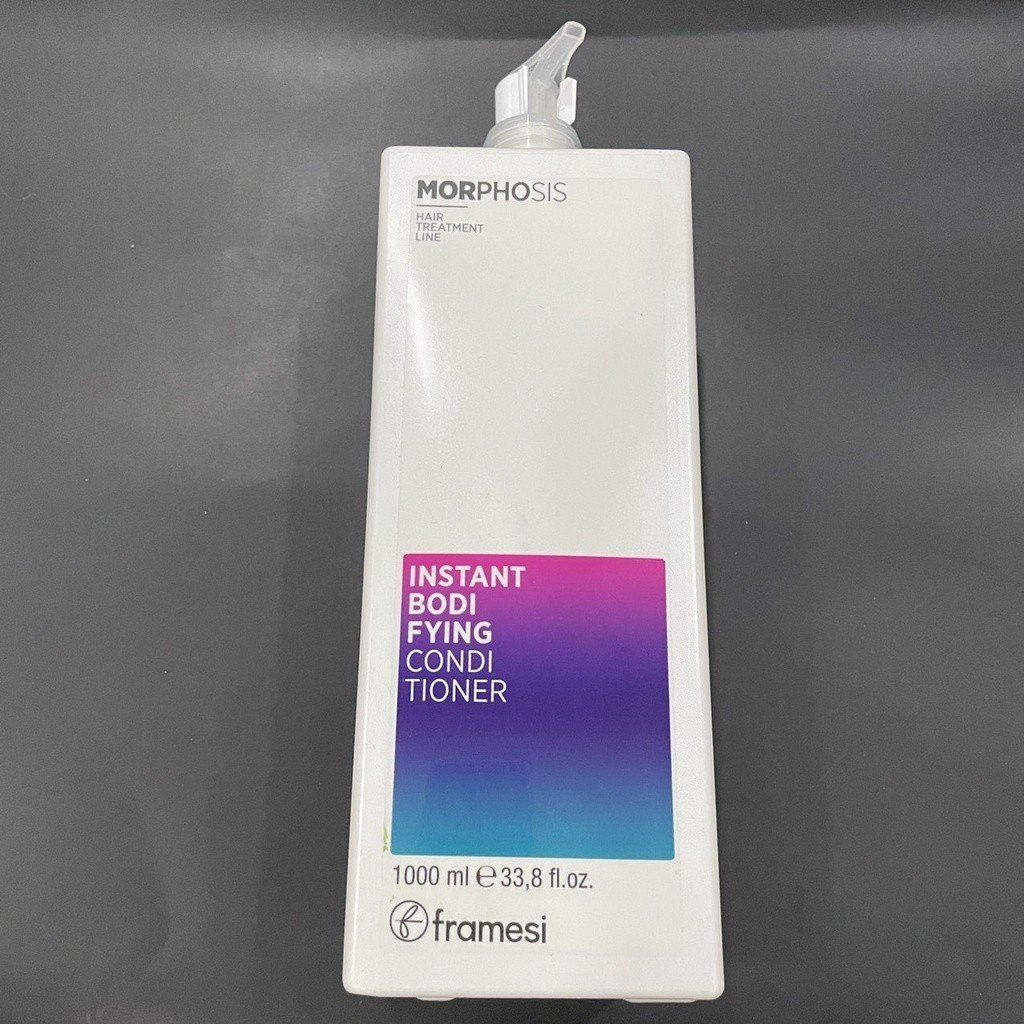 MORPHOSIS
HAIR
TREATMENT
LINE
INSTANT
BODI
FYING
CONDI
TIONER
1000 ml ℮ 33,8 fl.oz.
framesi